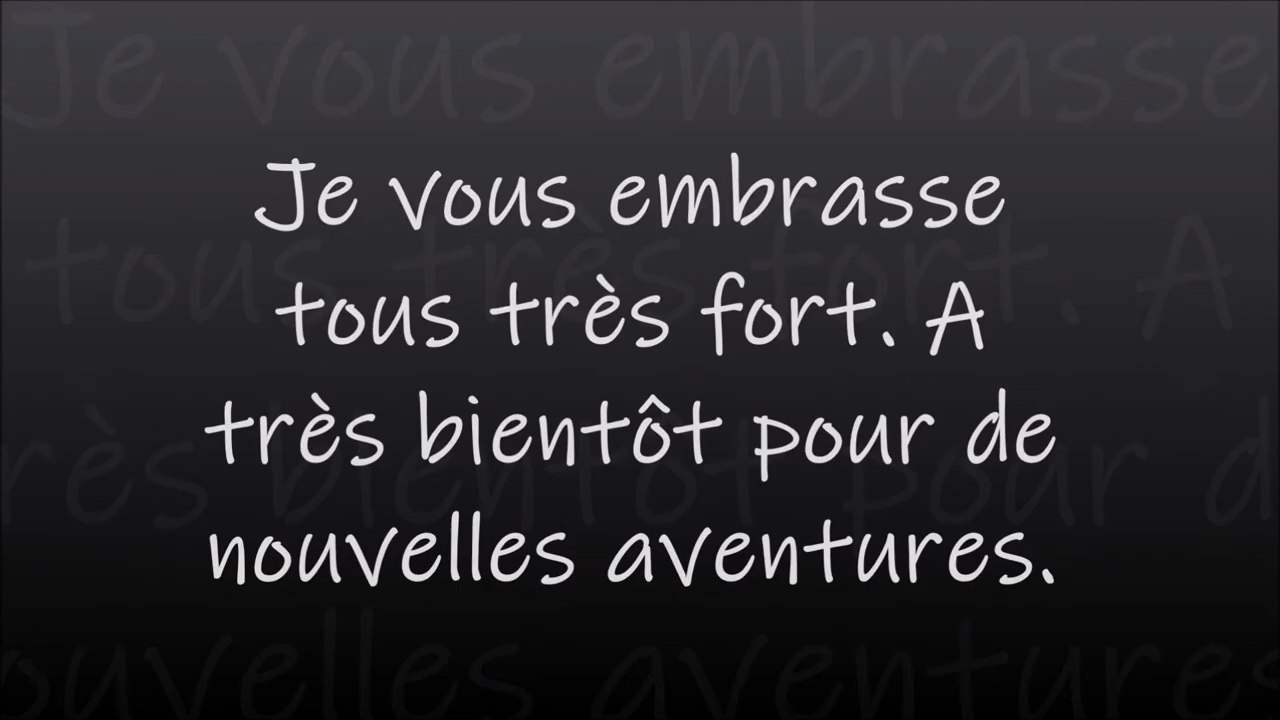 Je vous embrasse
tous très fort. A
très bientôt pour de
nouvelles aventures.